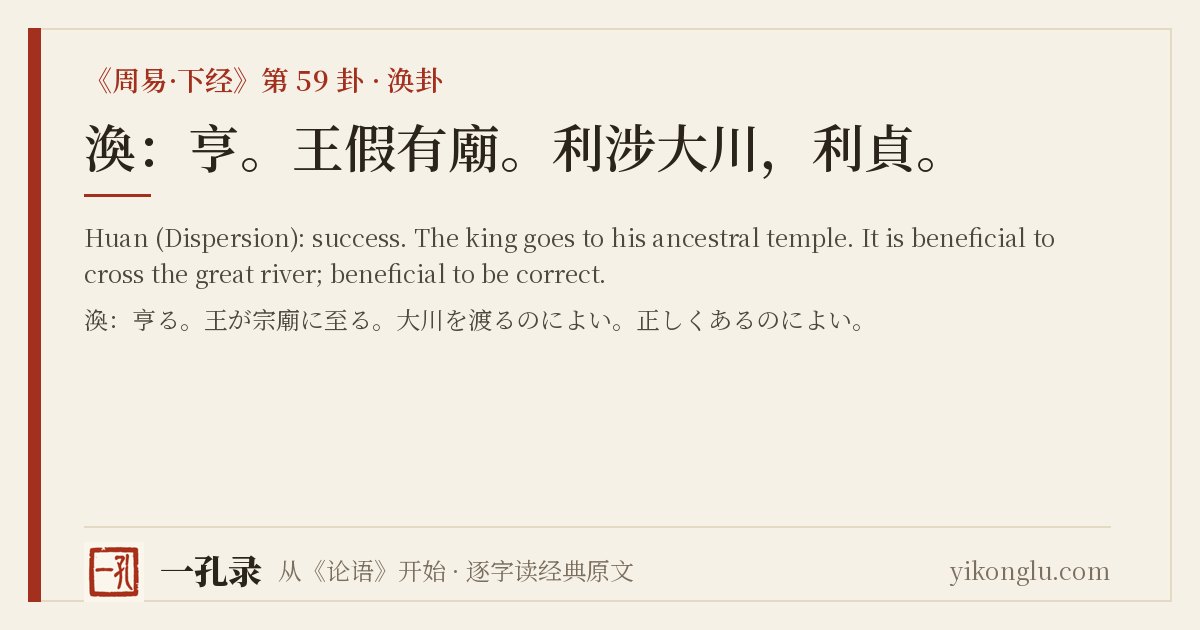 《周易·下经》第 59 卦 · 涣卦
渙：亨。王假有廟。利涉大川，利貞。
Huan (Dispersion): success. The king goes to his ancestral temple. It is beneficial to
cross the great river; beneficial to be correct.
渙：亨る。王が宗廟に至る。大川を渡るのによい。正しくあるのによい。
一孔
一孔录 从《论语》开始 · 逐字读经典原文
yikonglu.com